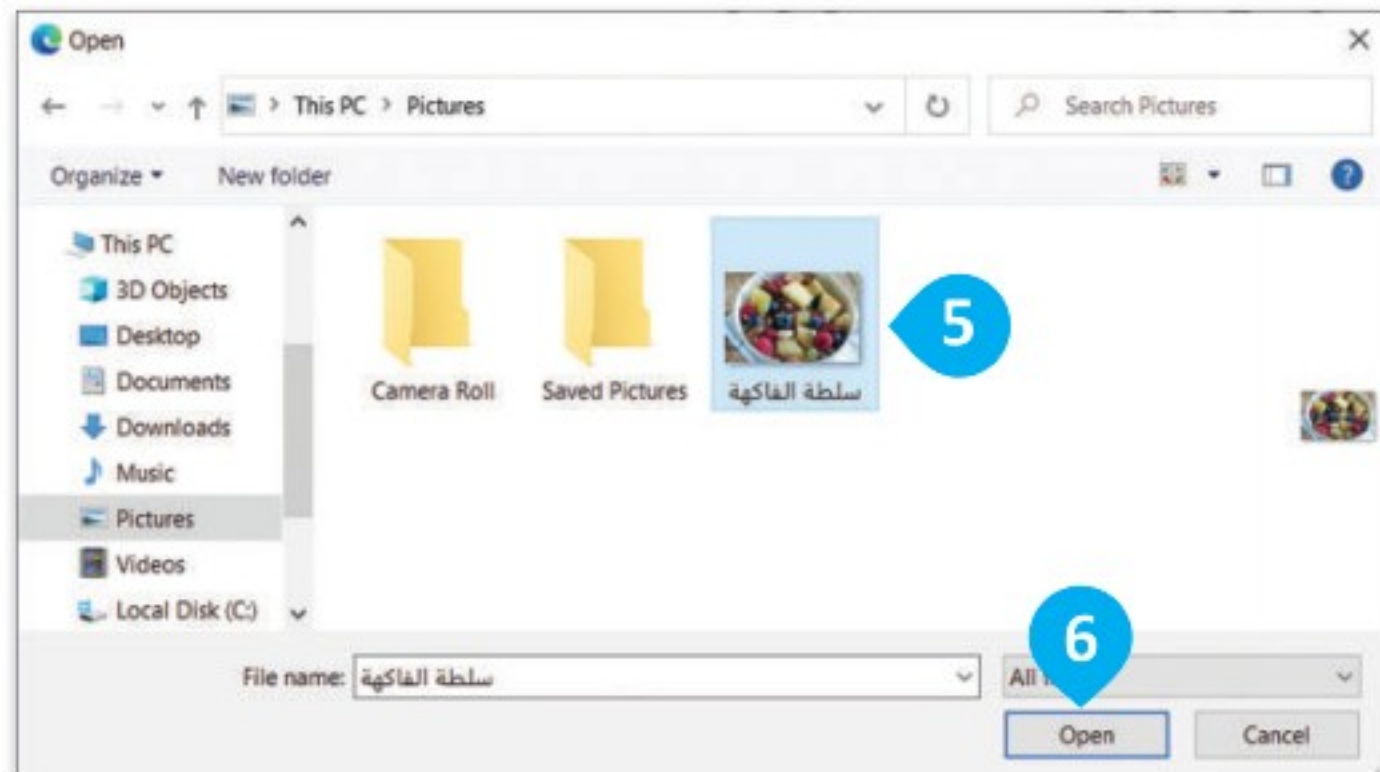 Open
This PC > Pictures
Search Pictures
Organize
New folder
This PC
3D Objects
Desktop
Documents
Downloads
Music
Pictures
Videos
Local Disk (C:)
Camera Roll
Saved Pictures
سلطة الفاكهة
5
File name:
سلطة الفاكهة
All
6
Open
Cancel